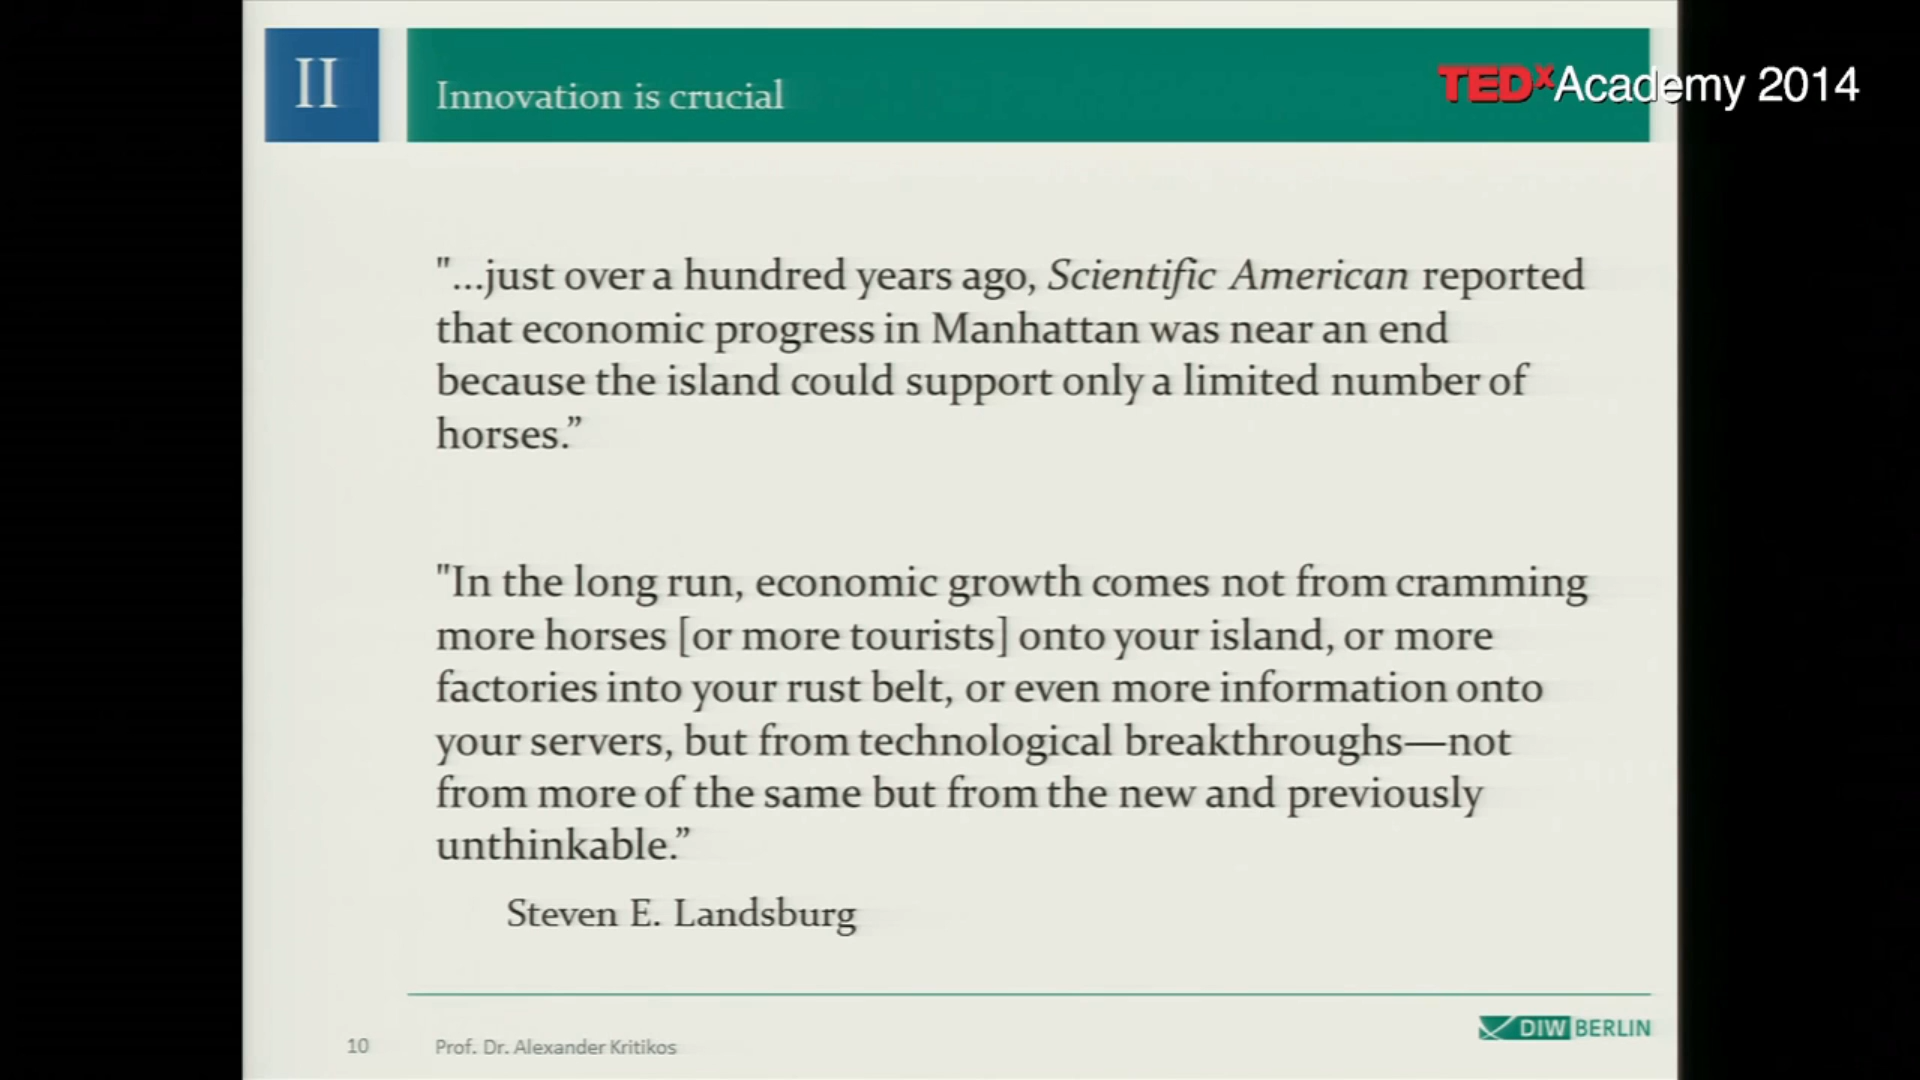 II
Innovation is crucial
TEDxAcademy 2014
"...just over a hundred years ago, Scientific American reported
that economic progress in Manhattan was near an end
because the island could support only a limited number of
horses.”
"In the long run, economic growth comes not from cramming
more horses [or more tourists] onto your island, or more
factories into your rust belt, or even more information onto
your servers, but from technological breakthroughs—not
from more of the same but from the new and previously
unthinkable.”
Steven E. Landsburg
10
Prof. Dr. Alexander Kritikos
DIW BERLIN